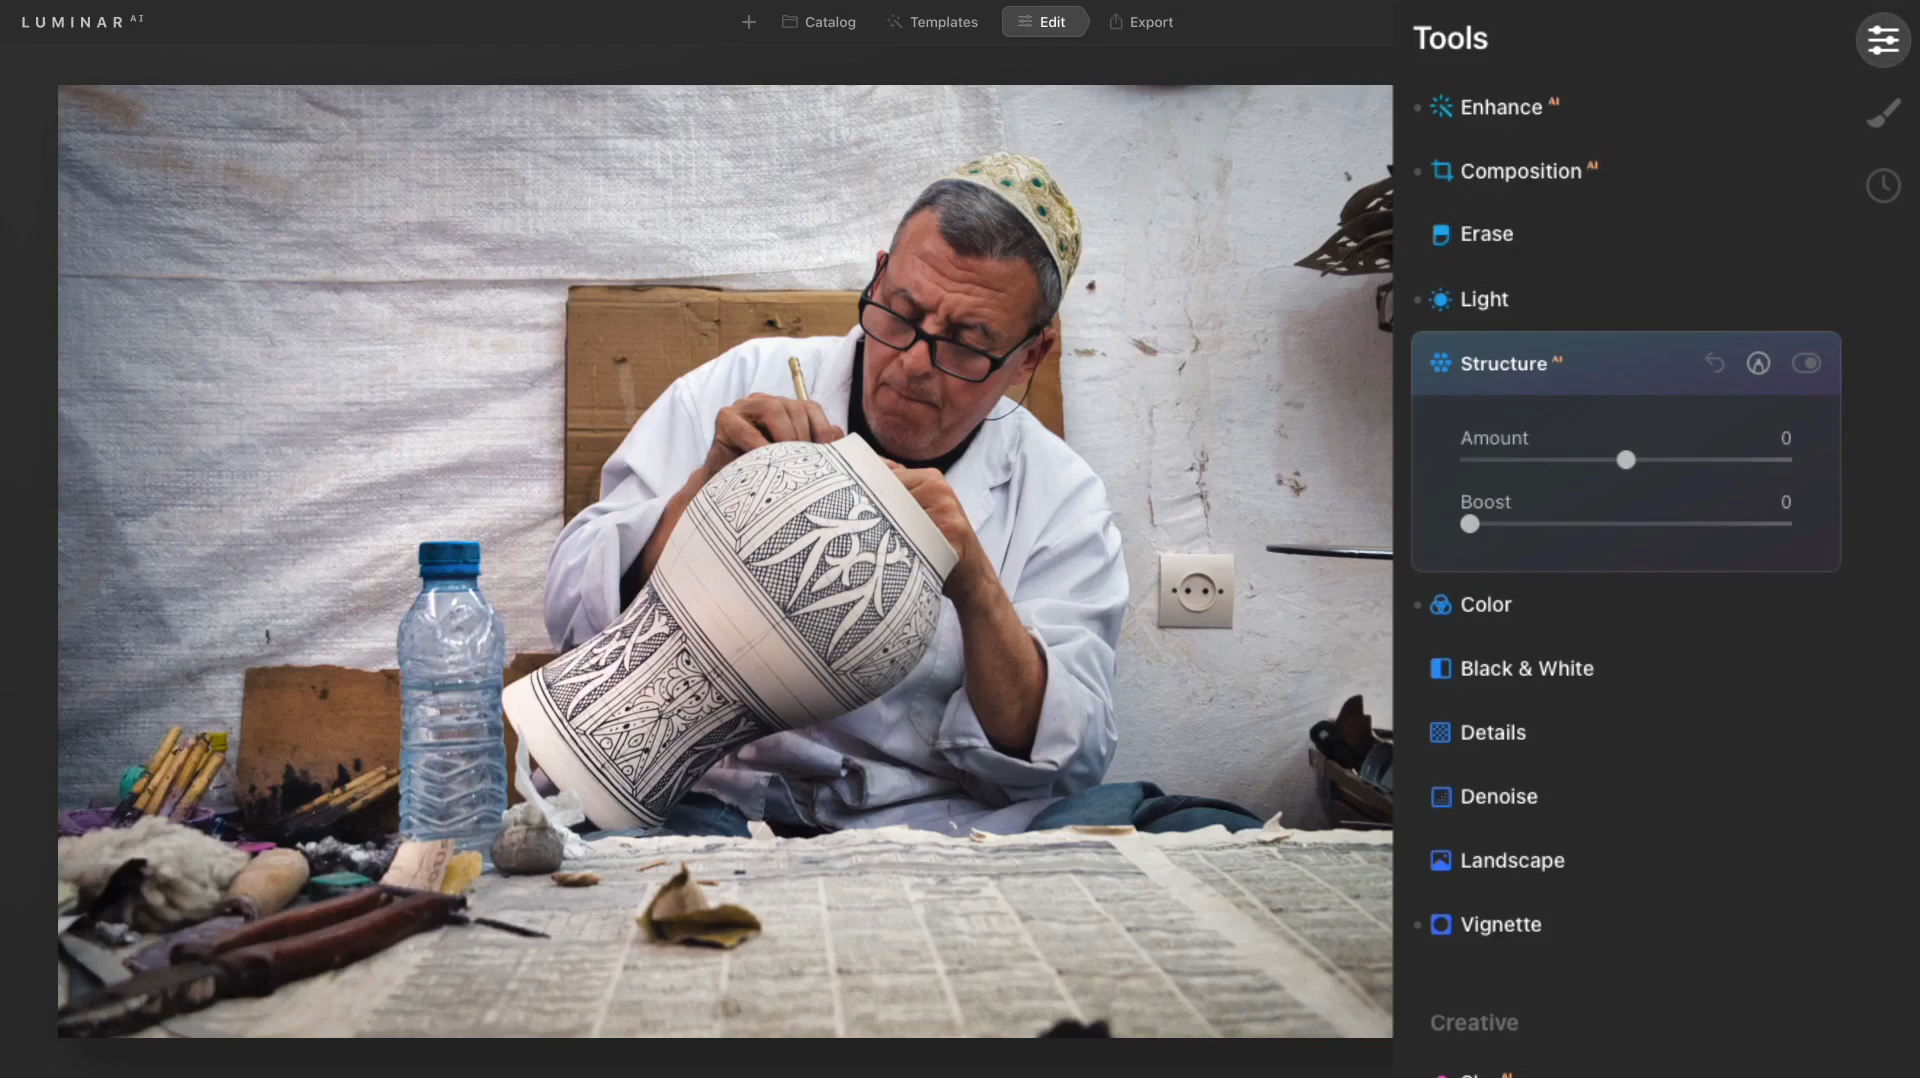 LUMINAR AI
Catalog
Templates
Edit
Export
Tools
Enhance AI
Composition AI
Erase
Light
Structure AI
Amount 0
Boost 0
Color
Black & White
Details
Denoise
Landscape
Vignette
Creative